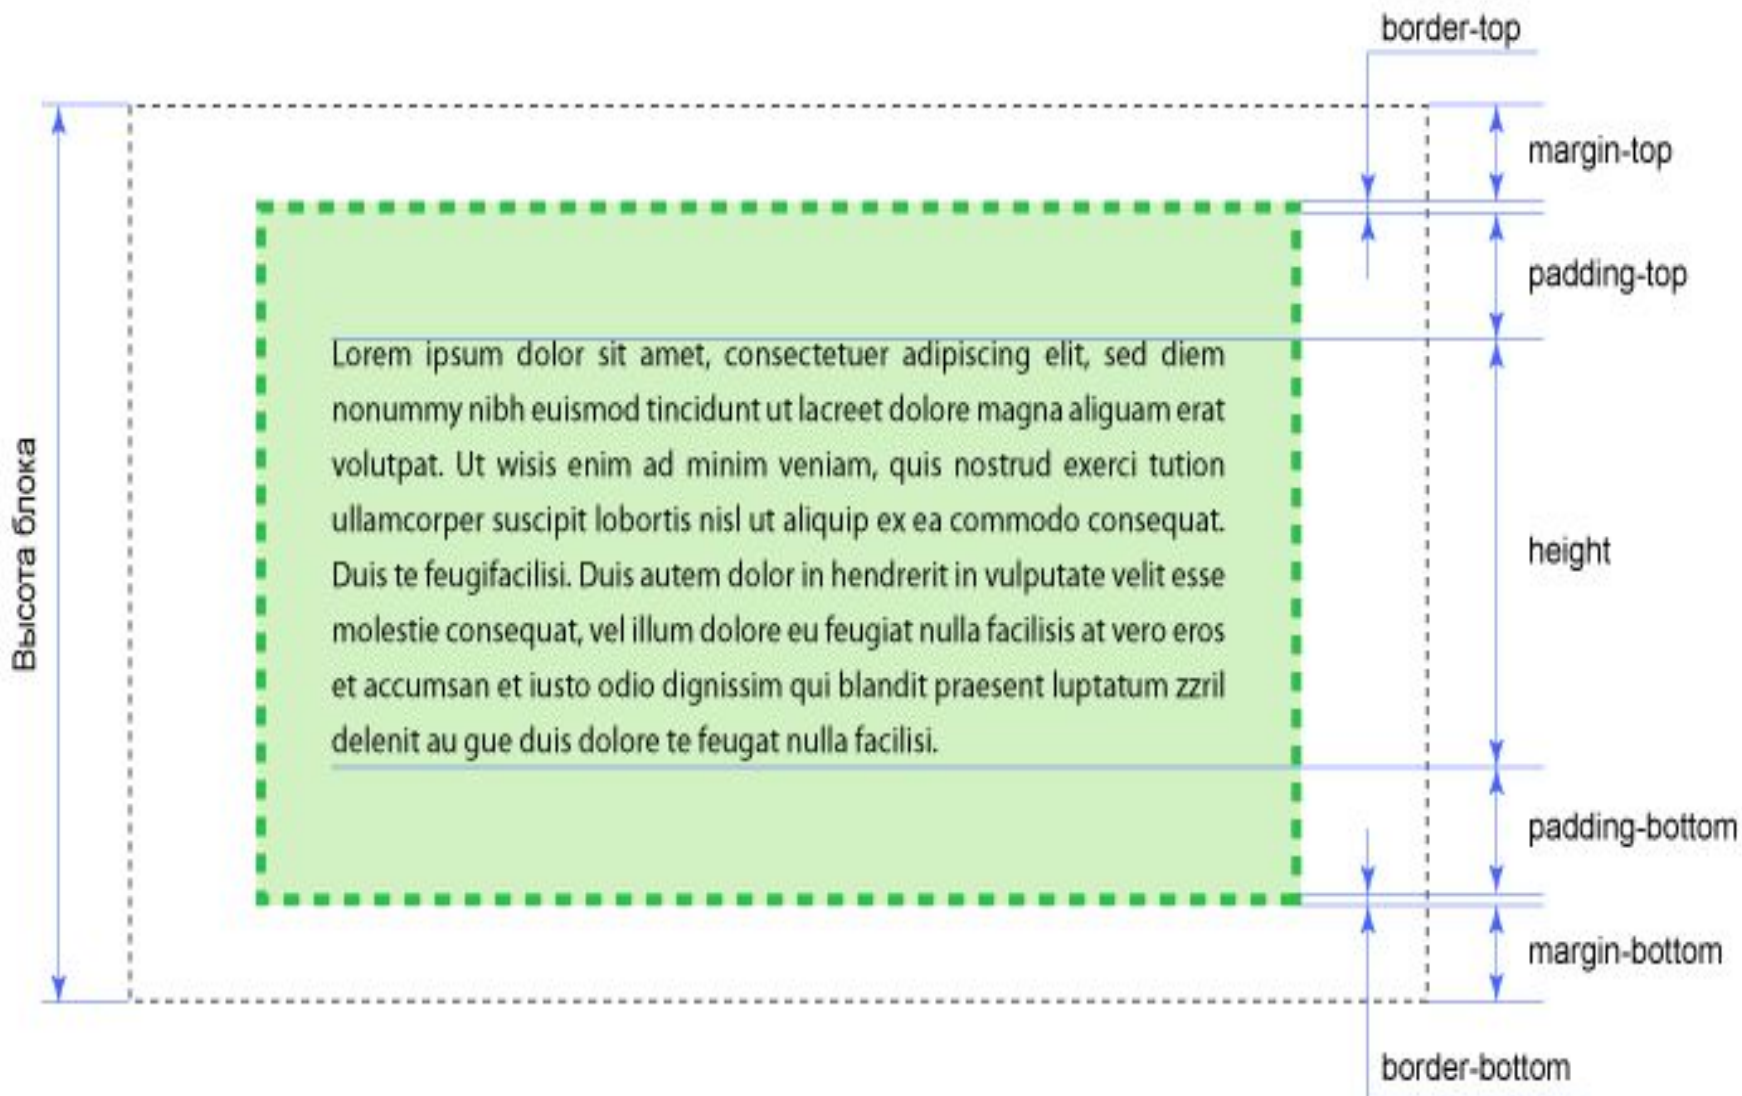 border-top
margin-top
padding-top
Lorem ipsum dolor sit amet, consectetuer adipiscing elit, sed diem
nonummy nibh euismod tincidunt ut lacreet dolore magna aliguam erat
volutpat. Ut wisis enim ad minim veniam, quis nostrud exerci tution
ullamcorper suscipit lobortis nisl ut aliquip ex ea commodo consequat.
Duis te feugifacilisi. Duis autem dolor in hendrerit in vulputate velit esse
molestie consequat, vel illum dolore eu feugiat nulla facilisis at vero eros
et accumsan et iusto odio dignissim qui blandit praesent luptatum zzril
delenit au gue duis dolore te feugat nulla facilisi.
Высота блока
height
padding-bottom
margin-bottom
border-bottom